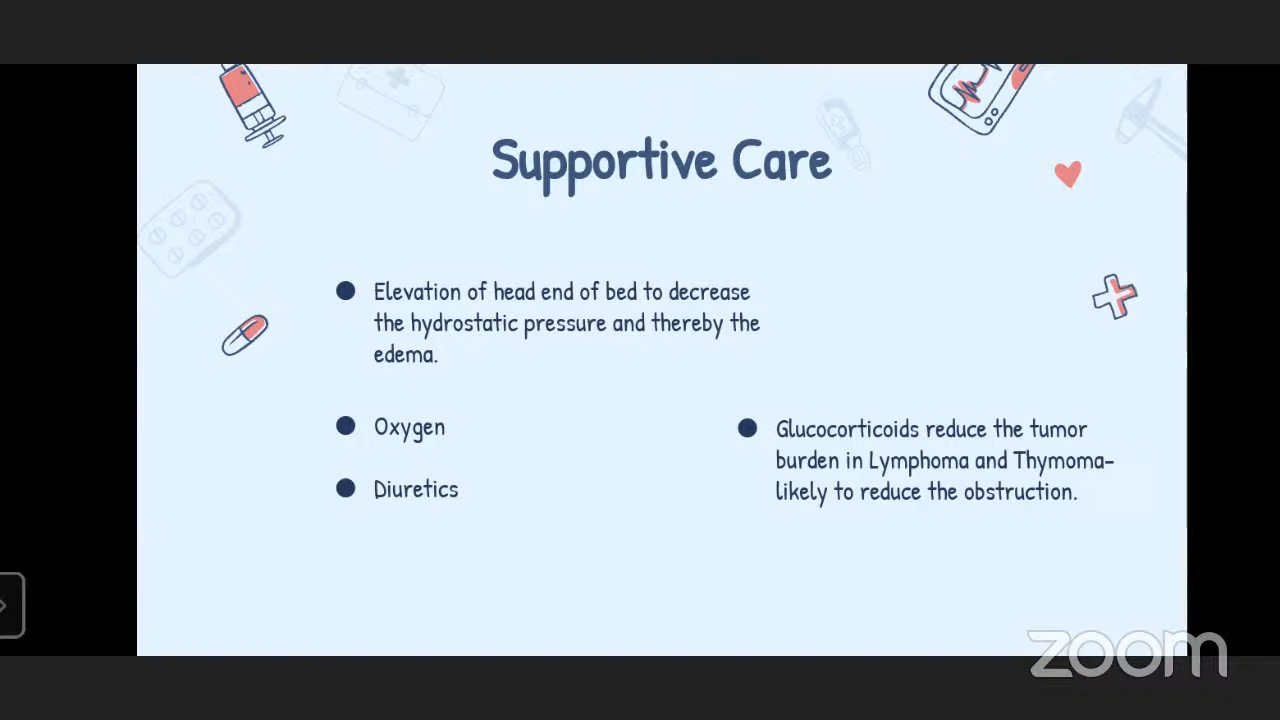 Supportive Care
Elevation of head end of bed to decrease
the hydrostatic pressure and thereby the
edema.
Oxygen
Diuretics
Glucocorticoids reduce the tumor
burden in Lymphoma and Thymoma-
likely to reduce the obstruction.
zoom